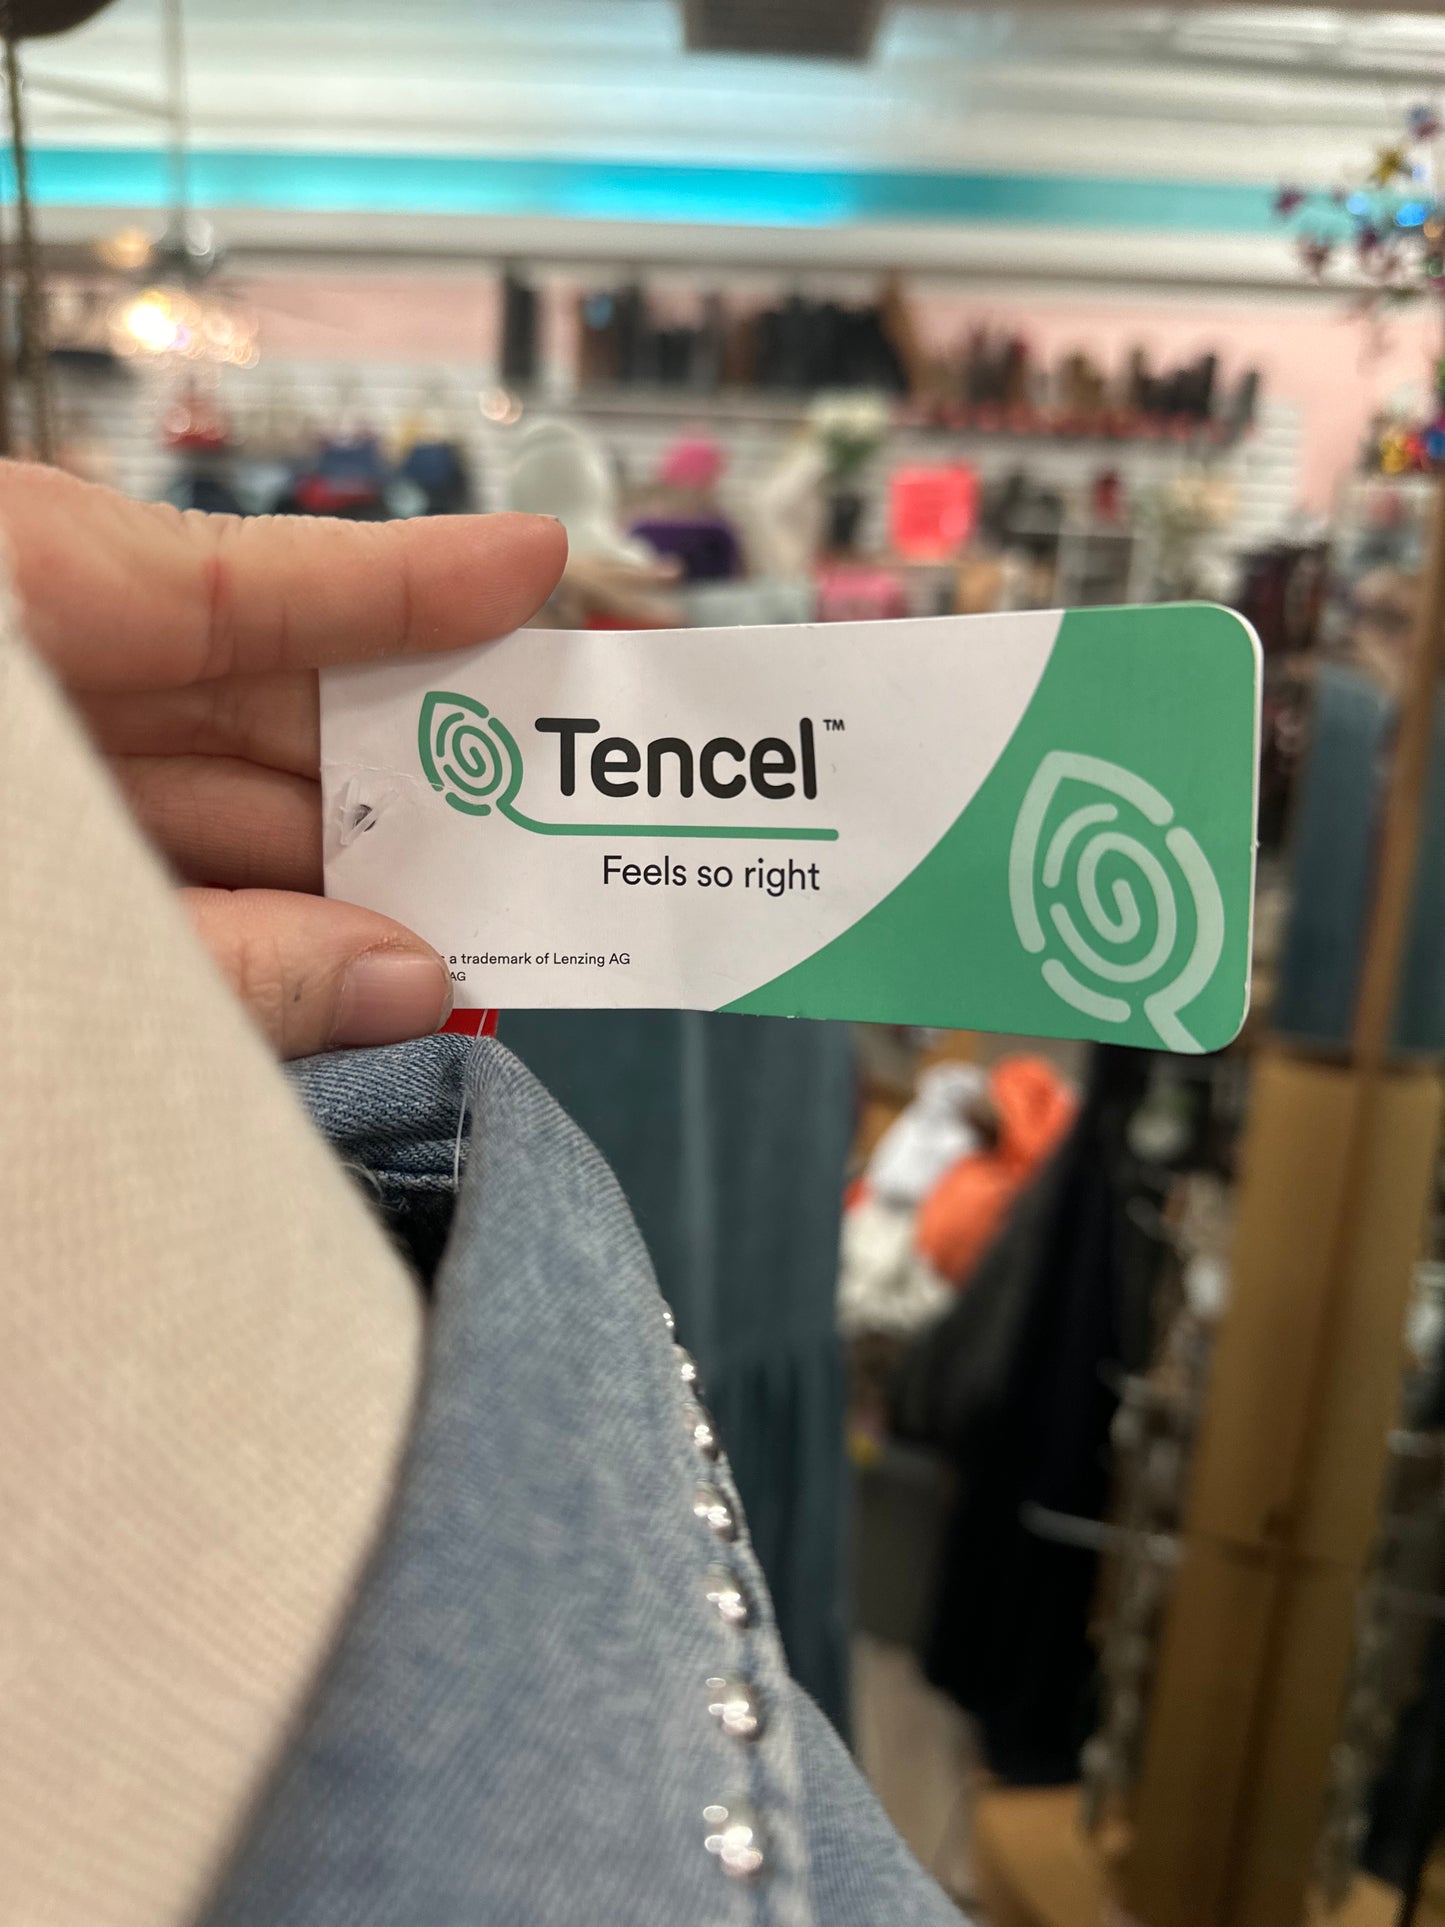 Tencel™
Feels so right
a trademark of Lenzing AG
AG